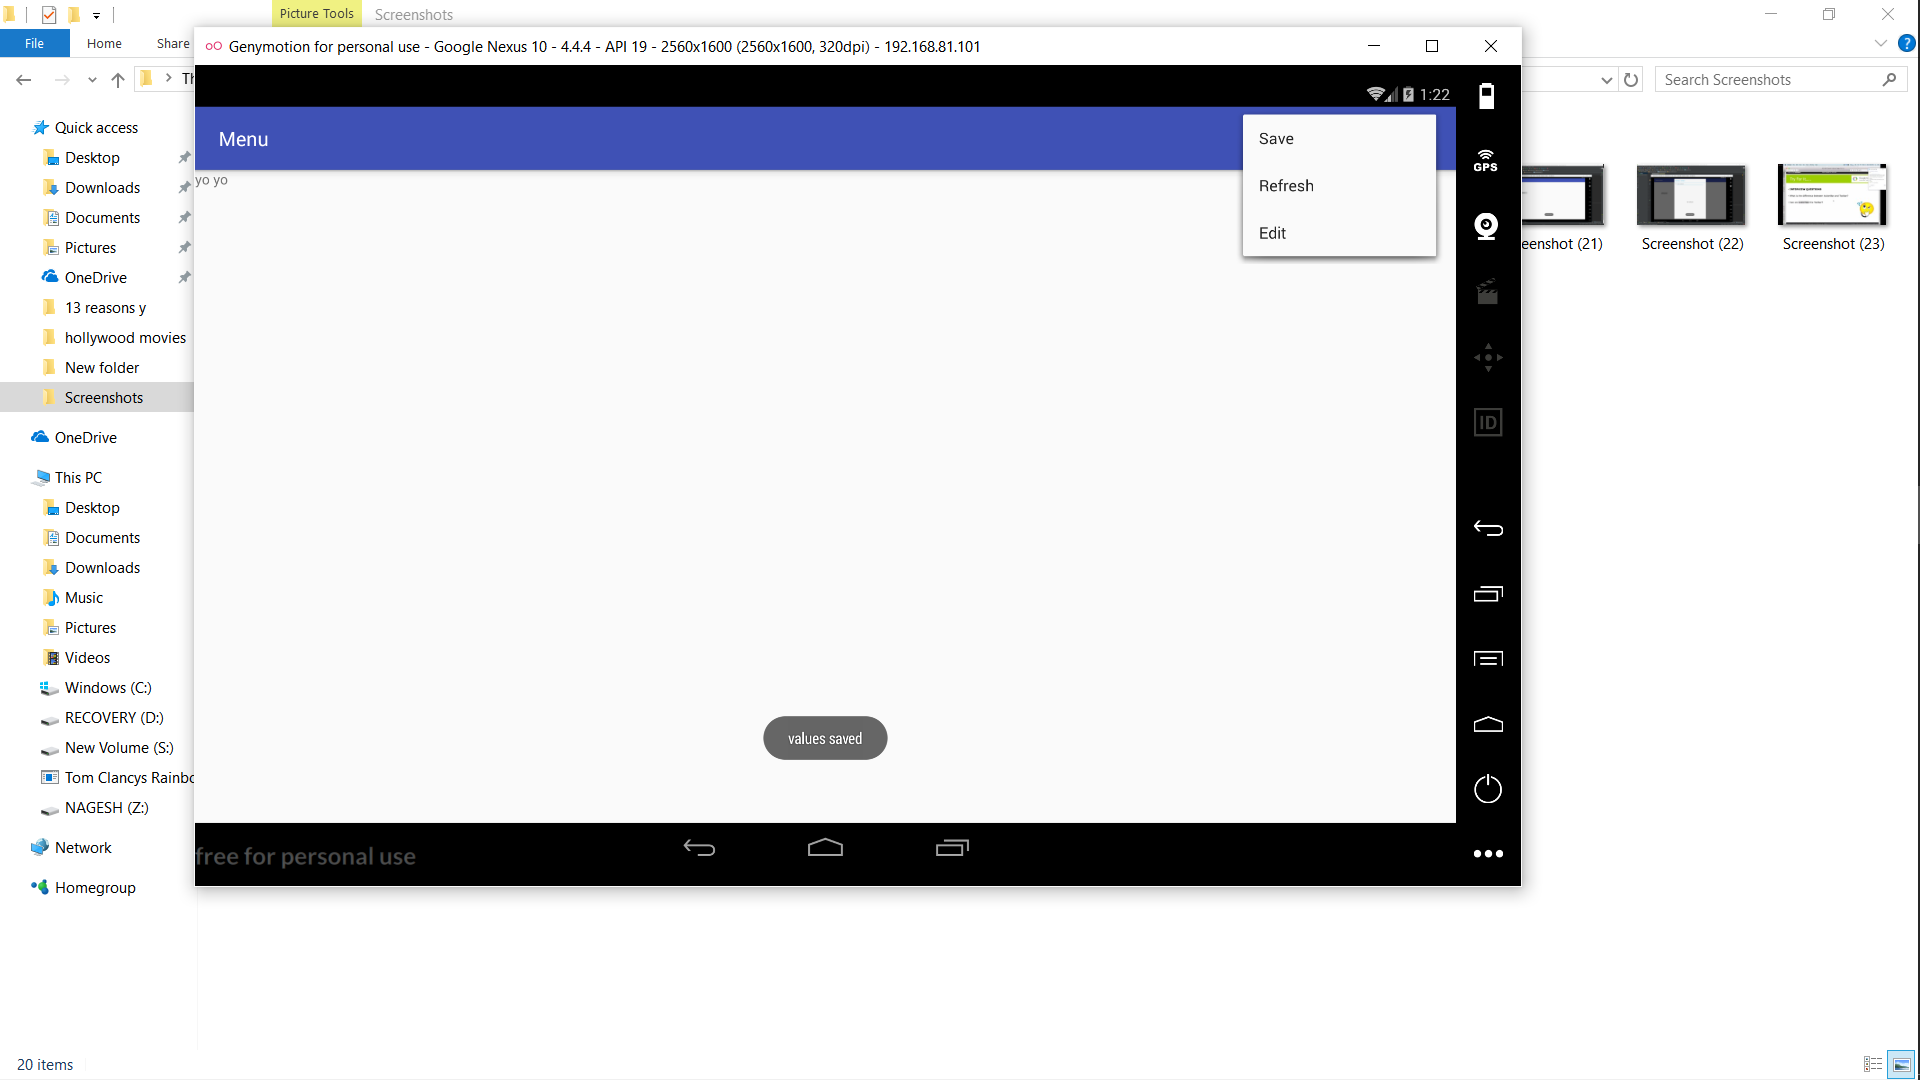 Picture Tools
Screenshots
File
Home
Share
Genymotion for personal use - Google Nexus 10 - 4.4.4 - API 19 - 2560x1600 (2560x1600, 320dpi) - 192.168.81.101
Search Screenshots
1:22
Menu
yo yo
Save
Refresh
Edit
GPS
ID
values saved
free for personal use
Quick access
Desktop
Downloads
Documents
Pictures
OneDrive
13 reasons y
hollywood movies
New folder
Screenshots
OneDrive
This PC
Desktop
Documents
Downloads
Music
Pictures
Videos
Windows (C:)
RECOVERY (D:)
New Volume (S:)
Tom Clancys Rainbo
NAGESH (Z:)
Network
Homegroup
eenshot (21)
Screenshot (22)
Screenshot (23)
20 items